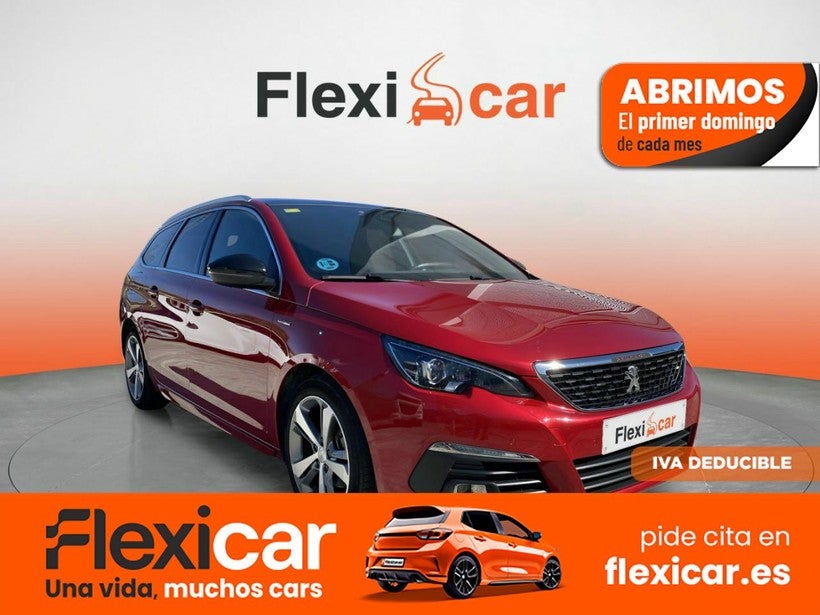 Flexicar
ABRIMOS
El primer domingo
de cada mes
Flexicar
IVA DEDUCIBLE
Flexicar
Una vida, muchos cars
pide cita en
flexicar.es